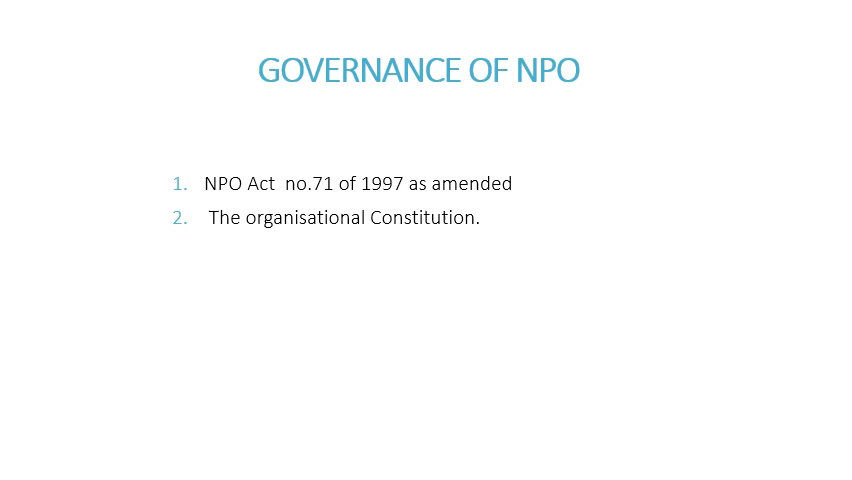 GOVERNANCE OF NPO
1. NPO Act  no.71 of 1997 as amended
2. The organisational Constitution.